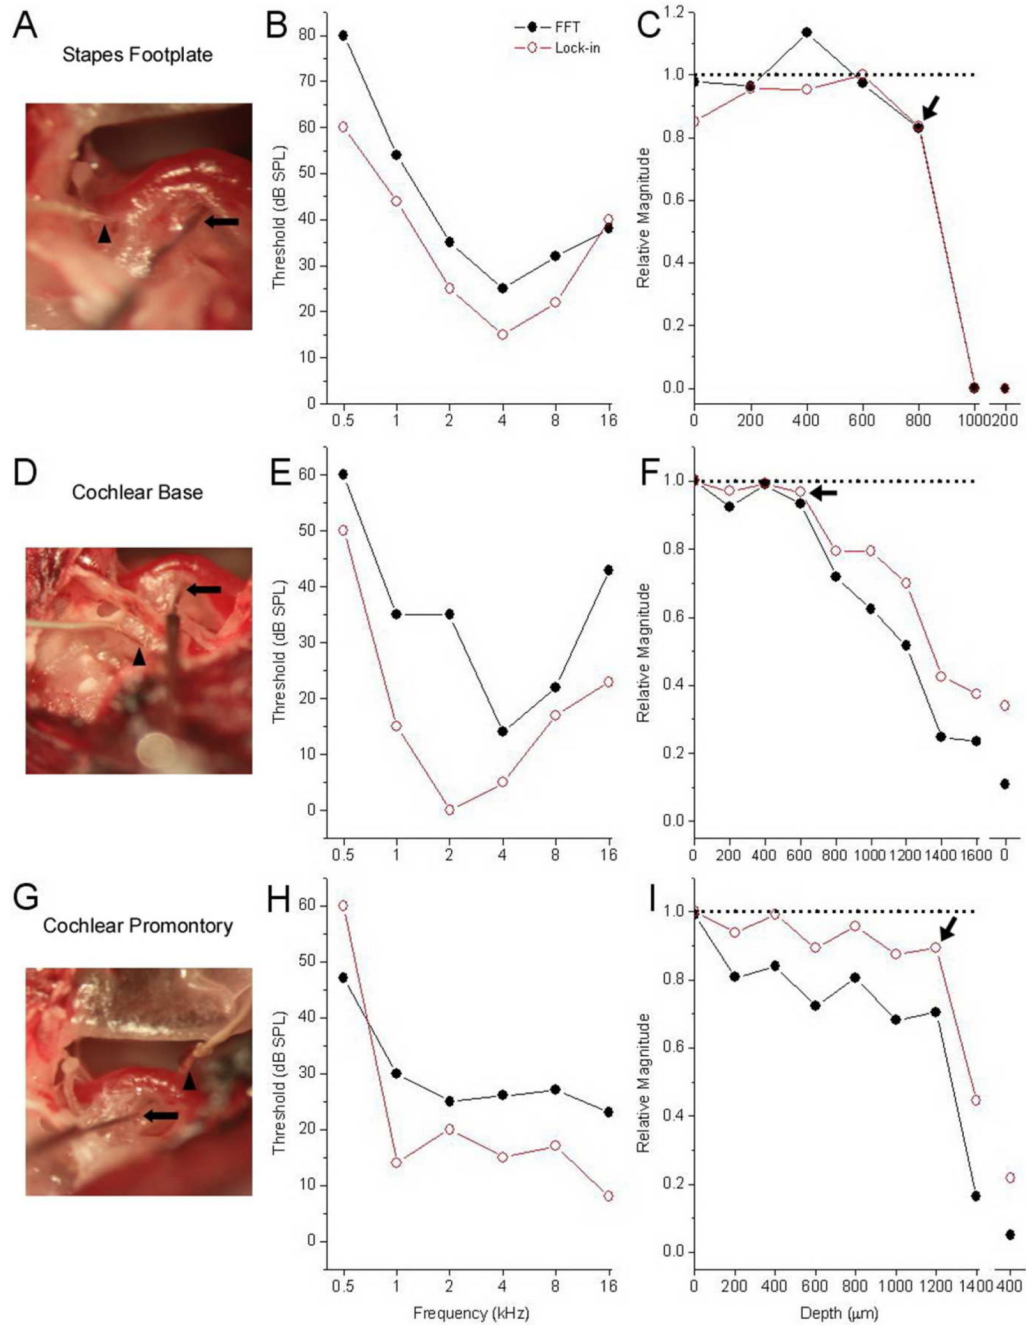 A
Stapes Footplate
B
FFT
Lock-in
Threshold (dB SPL)
80
70
60
50
40
30
20
10
0
0.5 1 2 4 8 16
C
Relative Magnitude
1.2
1.0
0.8
0.6
0.4
0.2
0.0
0 200 400 600 800 1000 200
D
Cochlear Base
E
Threshold (dB SPL)
60
50
40
30
20
10
0
0.5 1 2 4 8 16
F
Relative Magnitude
1.0
0.8
0.6
0.4
0.2
0.0
0 200 400 600 800 1000 1200 1400 1600 0
G
Cochlear Promontory
H
Threshold (dB SPL)
60
50
40
30
20
10
0
0.5 1 2 4 8 16
Frequency (kHz)
I
Relative Magnitude
1.0
0.8
0.6
0.4
0.2
0.0
0 200 400 600 800 1000 1200 1400 400
Depth (μm)